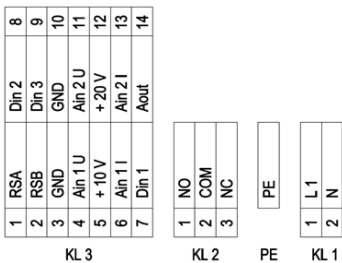 8 9 10 11 12 13 14
Din 2 Din 3 GND Ain 2 U + 20 V Ain 2 I Aout
RSA RSB GND Ain 1 U + 10 V Ain 1 I Din 1
1 2 3 4 5 6 7
KL 3
NO COM NC
1 2 3
KL 2
PE
PE
L 1 N
1 2
KL 1